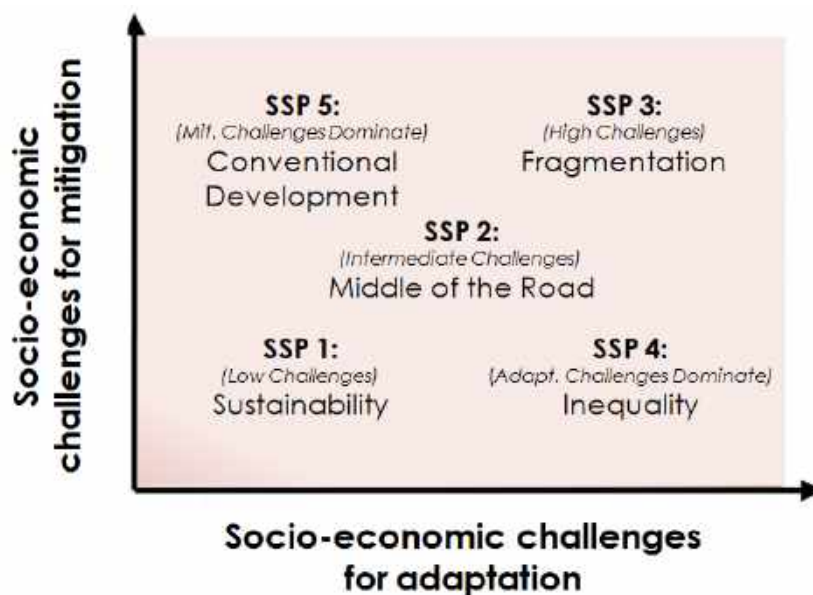 Socio-economic
challenges for mitigation
SSP 5:
(Mit. Challenges Dominate)
Conventional
Development
SSP 3:
(High Challenges)
Fragmentation
SSP 2:
(Intermediate Challenges)
Middle of the Road
SSP 1:
(Low Challenges)
Sustainability
SSP 4:
(Adapt. Challenges Dominate)
Inequality
Socio-economic challenges
for adaptation